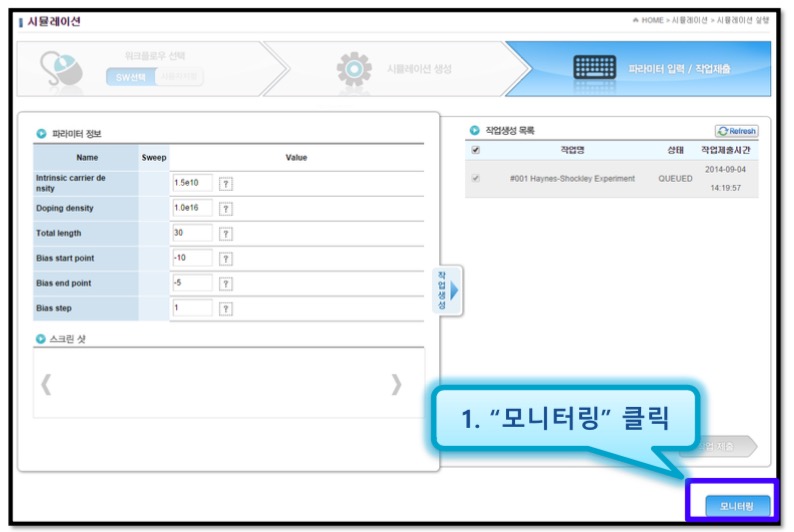 시뮬레이션
HOME > 시뮬레이션 > 시뮬레이션 실행
워크플로우 선택
SW선택
시뮬레이션 생성
파라미터 입력 / 작업제출
파라미터 정보
Name Sweep Value
Intrinsic carrier de
nsity 1.5e10 ?
Doping density 1.0e16 ?
Total length 30 ?
Bias start point -10 ?
Bias end point -5 ?
Bias step 1 ?
스크린 샷
작
업
생
성
작업생성 목록 Refresh
작업명 상태 작업제출시간
#001 Haynes-Shockley Experiment QUEUED 2014-09-04
14:19:57
1. “모니터링” 클릭
작업 제출
모니터링